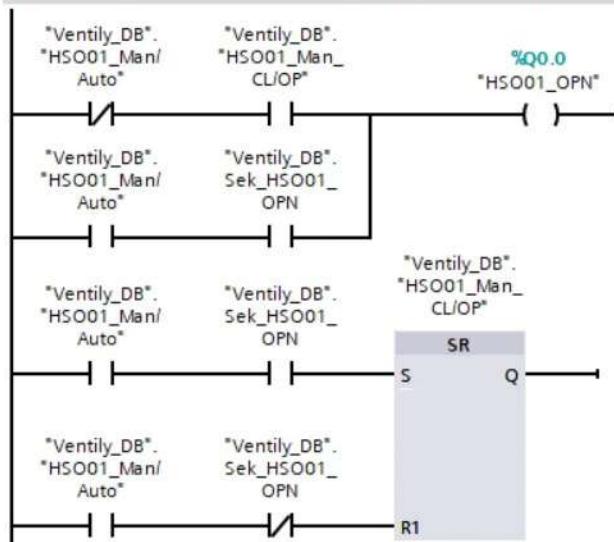 "Ventily_DB".
"HSO01_Man/
Auto"
"Ventily_DB".
"HSO01_Man_
CL/OP"
%Q0.0
"HSO01_OPN"
"Ventily_DB".
"HSO01_Man/
Auto"
"Ventily_DB".
Sek_HSO01_
OPN
"Ventily_DB".
"HSO01_Man/
Auto"
"Ventily_DB".
Sek_HSO01_
OPN
"Ventily_DB".
"HSO01_Man_
CL/OP"
SR
S
Q
"Ventily_DB".
"HSO01_Man/
Auto"
"Ventily_DB".
Sek_HSO01_
OPN
R1